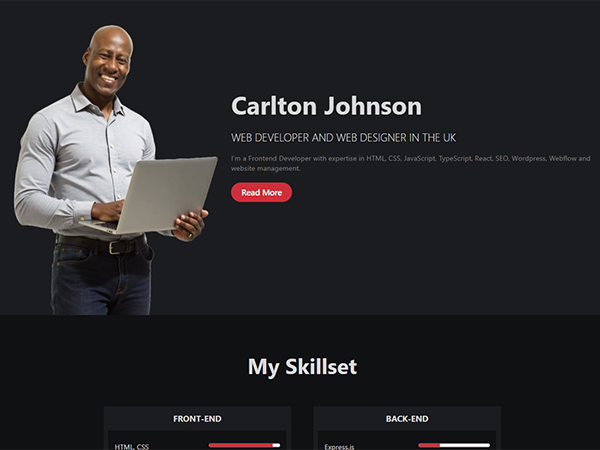 Carlton Johnson
WEB DEVELOPER AND WEB DESIGNER IN THE UK
I'm a Frontend Developer with expertise in HTML, CSS, JavaScript, TypeScript, React, SEO, Wordpress, Webflow and
website management.
Read More
My Skillset
FRONT-END
BACK-END
HTML, CSS
Express.js